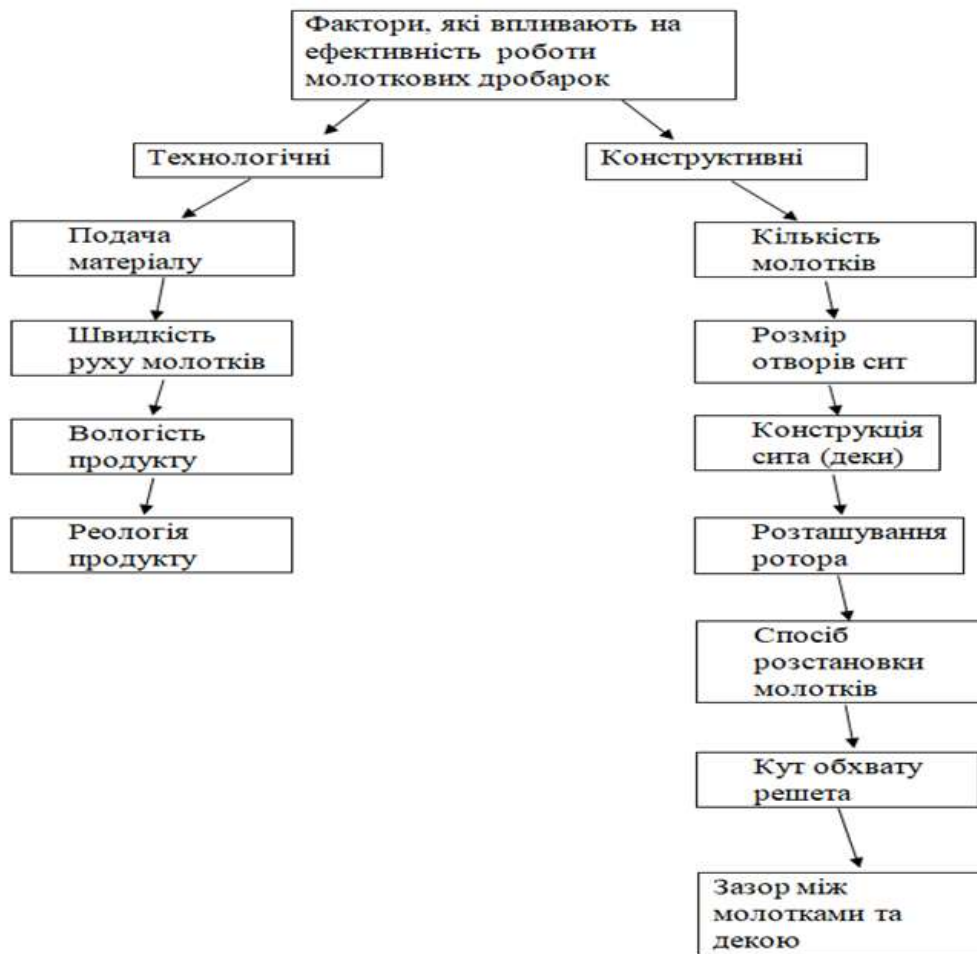 Фактори, які впливають на
ефективність роботи
молоткових дробарок
Технологічні
Конструктивні
Подача
матеріалу
Швидкість
руху молотків
Вологість
продукту
Реологія
продукту
Кількість
молотків
Розмір
отворів сит
Конструкція
сита (деки)
Розташування
ротора
Спосіб
розстановки
молотків
Кут обхвату
решета
Зазор між
молотками та
декою